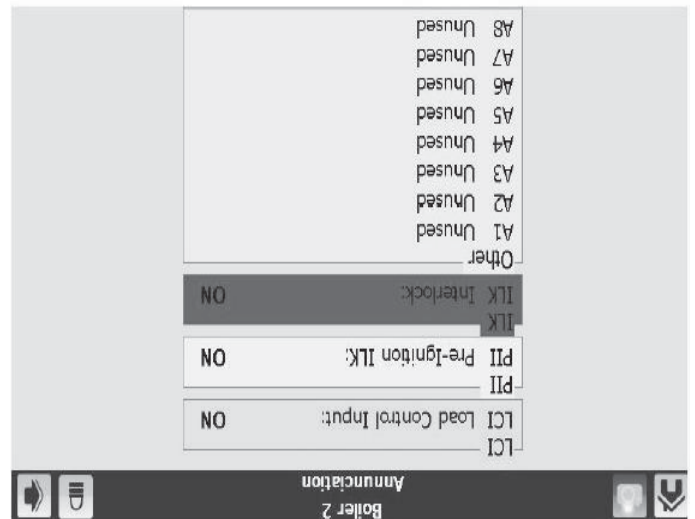 Boiler 2
Annunciation
LCI
LCI Load Control Input: ON
PII
PII Pre-Ignition ILK: ON
ILK
ILK Interlock: ON
Other
A1 Unused
A2 Unused
A3 Unused
A4 Unused
A5 Unused
A6 Unused
A7 Unused
A8 Unused